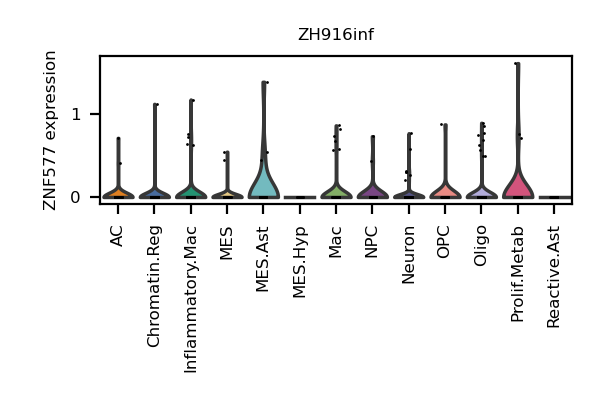 ZH916inf
ZNF577 expression
1
0
AC
Chromatin.Reg
Inflammatory.Mac
MES
MES.Ast
MES.Hyp
Mac
NPC
Neuron
OPC
Oligo
Prolif.Metab
Reactive.Ast